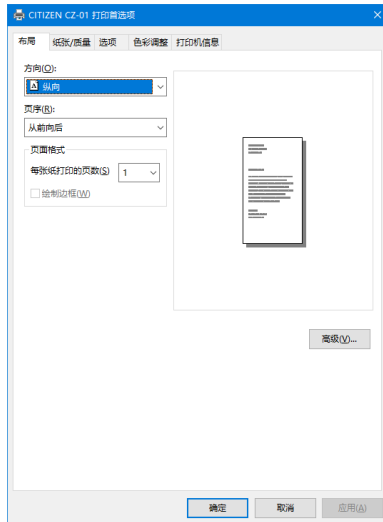 CITIZEN CZ-01 打印首选项
布局 纸张/质量 选项 色彩调整 打印机信息
方向(O):
纵向
页序(R):
从前向后
页面格式
每张纸打印的页数(S) 1
绘制边框(W)
高级(V)...
确定 取消 应用(A)